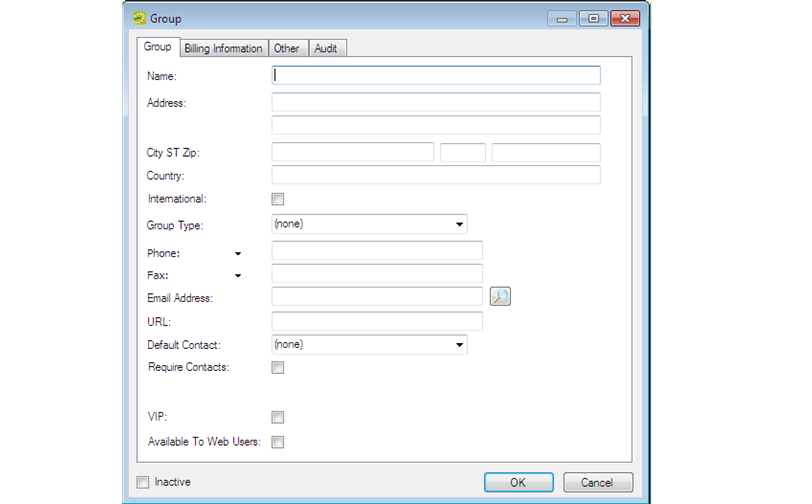 Group
Group Billing Information Other Audit
Name:
Address:
City ST Zip:
Country:
International:
Group Type: (none)
Phone:
Fax:
Email Address:
URL:
Default Contact: (none)
Require Contacts:
VIP:
Available To Web Users:
Inactive OK Cancel